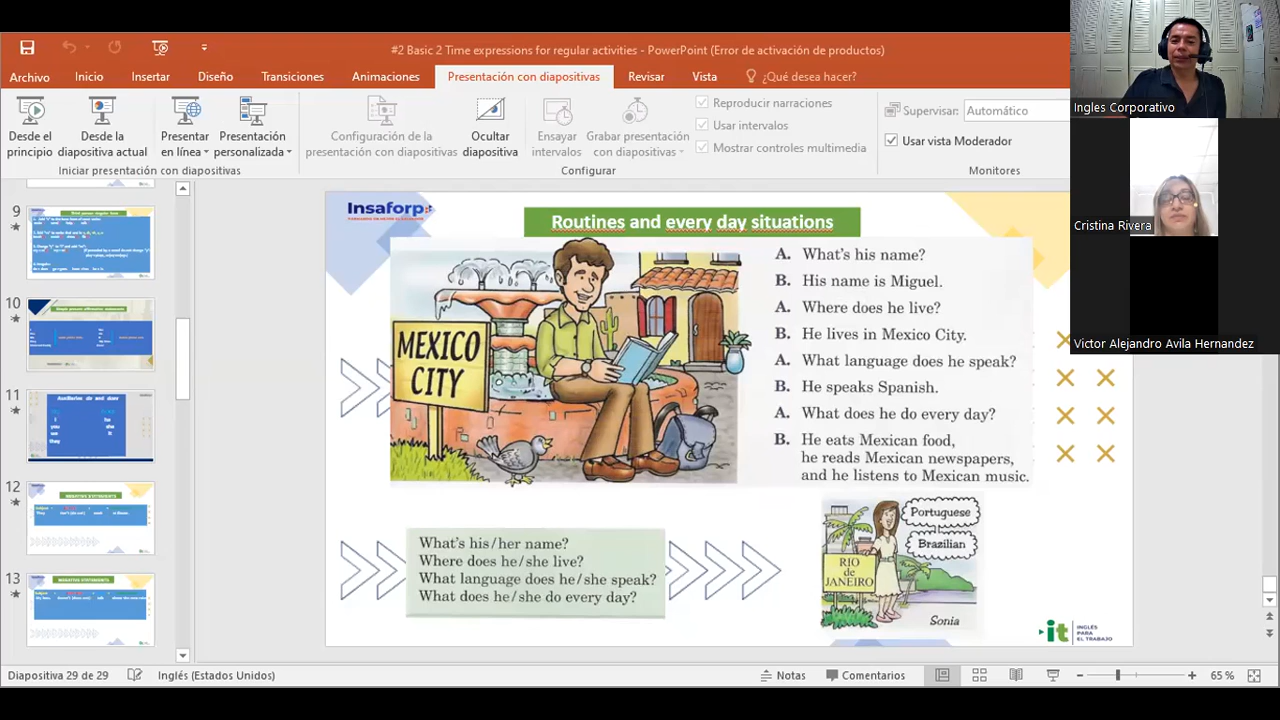 #2 Basic 2 Time expressions for regular activities - PowerPoint (Error de activación de productos)
Archivo Inicio Insertar Diseño Transiciones Animaciones Presentación con diapositivas Revisar Vista ¿Qué desea hacer?
Desde el principio
Desde la diapositiva actual
Presentar en línea
Presentación personalizada
Configuración de la presentación con diapositivas
Ocultar diapositiva
Ensayar intervalos
Grabar presentación con diapositivas
Reproducir narraciones
Usar intervalos
Mostrar controles multimedia
Supervisar: Automático
Usar vista Moderador
Iniciar presentación con diapositivas
Configurar
Monitores
Ingles Corporativo
Cristina Rivera
Victor Alejandro Avila Hernandez
9
10
11
12
13
Insaforp
Routines and every day situations
MEXICO
CITY
A. What's his name?
B. His name is Miguel.
A. Where does he live?
B. He lives in Mexico City.
A. What language does he speak?
B. He speaks Spanish.
A. What does he do every day?
B. He eats Mexican food,
he reads Mexican newspapers,
and he listens to Mexican music.
What's his/her name?
Where does he/she live?
What language does he/she speak?
What does he/she do every day?
Portuguese
Brazilian
RIO
de
JANEIRO
Sonia
it INGLÉS
PARA EL
TRABAJO
Diapositiva 29 de 29 Inglés (Estados Unidos) Notas Comentarios 65 %